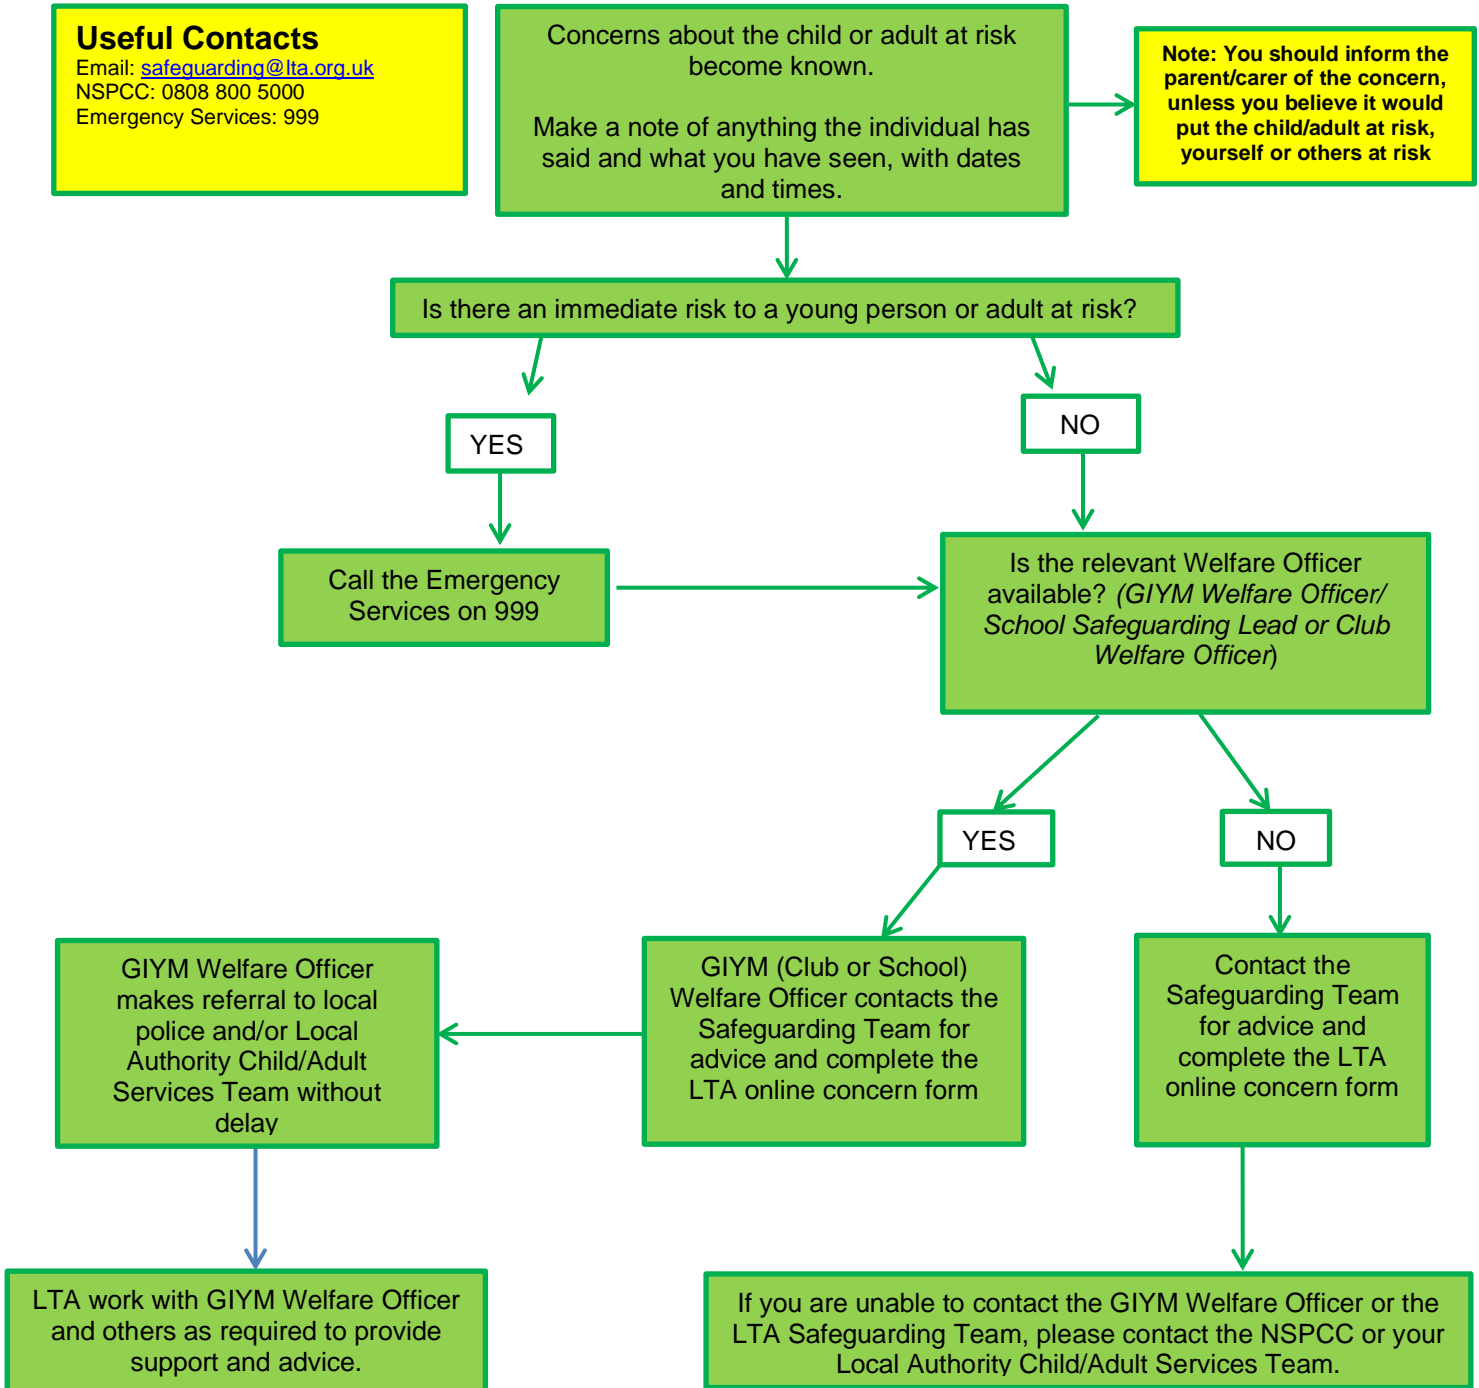 Useful Contacts
Email: safeguarding@lta.org.uk
NSPCC: 0808 800 5000
Emergency Services: 999
Concerns about the child or adult at risk
become known.
Make a note of anything the individual has
said and what you have seen, with dates
and times.
Note: You should inform the
parent/carer of the concern,
unless you believe it would
put the child/adult at risk,
yourself or others at risk
Is there an immediate risk to a young person or adult at risk?
YES
NO
Call the Emergency
Services on 999
Is the relevant Welfare Officer
available? (GIYM Welfare Officer/
School Safeguarding Lead or Club
Welfare Officer)
YES
NO
GIYM Welfare Officer
makes referral to local
police and/or Local
Authority Child/Adult
Services Team without
delay
GIYM (Club or School)
Welfare Officer contacts the
Safeguarding Team for
advice and complete the
LTA online concern form
Contact the
Safeguarding Team
for advice and
complete the LTA
online concern form
LTA work with GIYM Welfare Officer
and others as required to provide
support and advice.
If you are unable to contact the GIYM Welfare Officer or the
LTA Safeguarding Team, please contact the NSPCC or your
Local Authority Child/Adult Services Team.